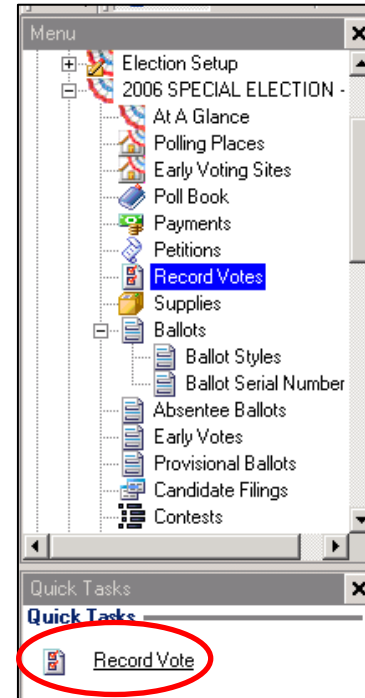 Menu
Election Setup
2006 SPECIAL ELECTION -
At A Glance
Polling Places
Early Voting Sites
Poll Book
Payments
Petitions
Record Votes
Supplies
Ballots
Ballot Styles
Ballot Serial Number
Absentee Ballots
Early Votes
Provisional Ballots
Candidate Filings
Contests
Quick Tasks
Quick Tasks
Record Vote